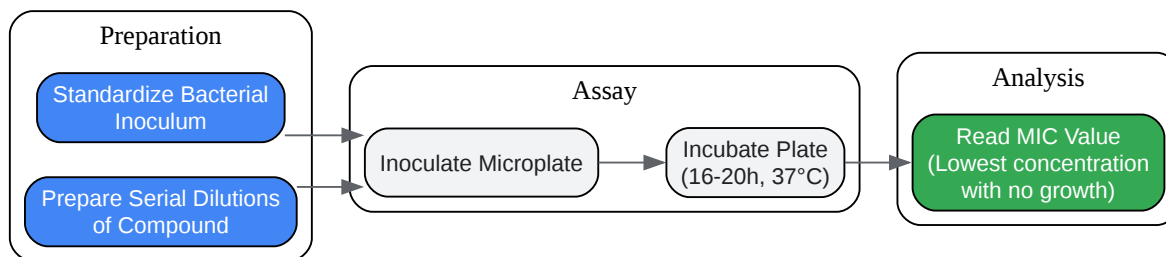 Preparation
Standardize Bacterial
Inoculum
Prepare Serial Dilutions
of Compound
Assay
Inoculate Microplate
Incubate Plate
(16-20h, 37°C)
Analysis
Read MIC Value
(Lowest concentration
with no growth)